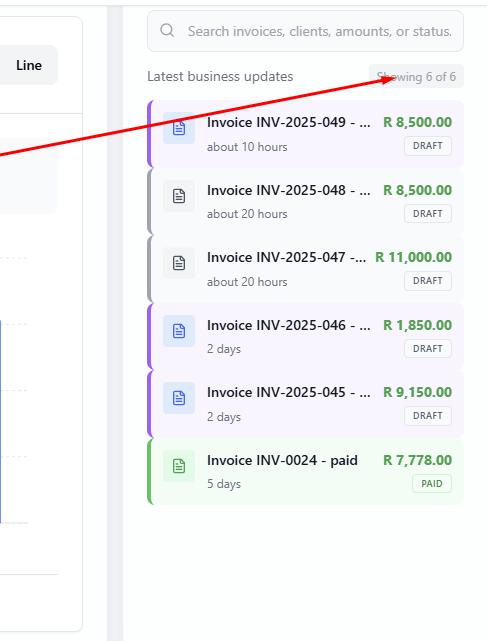 Search invoices, clients, amounts, or status.
Line
Latest business updates
Showing 6 of 6
Invoice INV-2025-049 - ...
R 8,500.00
about 10 hours
DRAFT
Invoice INV-2025-048 - ...
R 8,500.00
about 20 hours
DRAFT
Invoice INV-2025-047 -...
R 11,000.00
about 20 hours
DRAFT
Invoice INV-2025-046 - ...
R 1,850.00
2 days
DRAFT
Invoice INV-2025-045 - ...
R 9,150.00
2 days
DRAFT
Invoice INV-0024 - paid
R 7,778.00
5 days
PAID